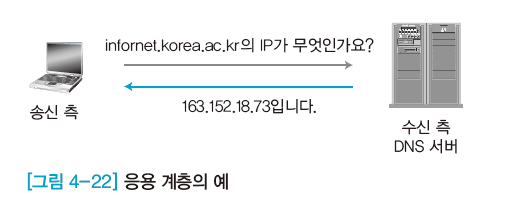 infornet.korea.ac.kr의 IP가 무엇인가요?
163.152.18.73입니다.
송신 측
수신 측
DNS 서버
[그림 4-22] 응용 계층의 예